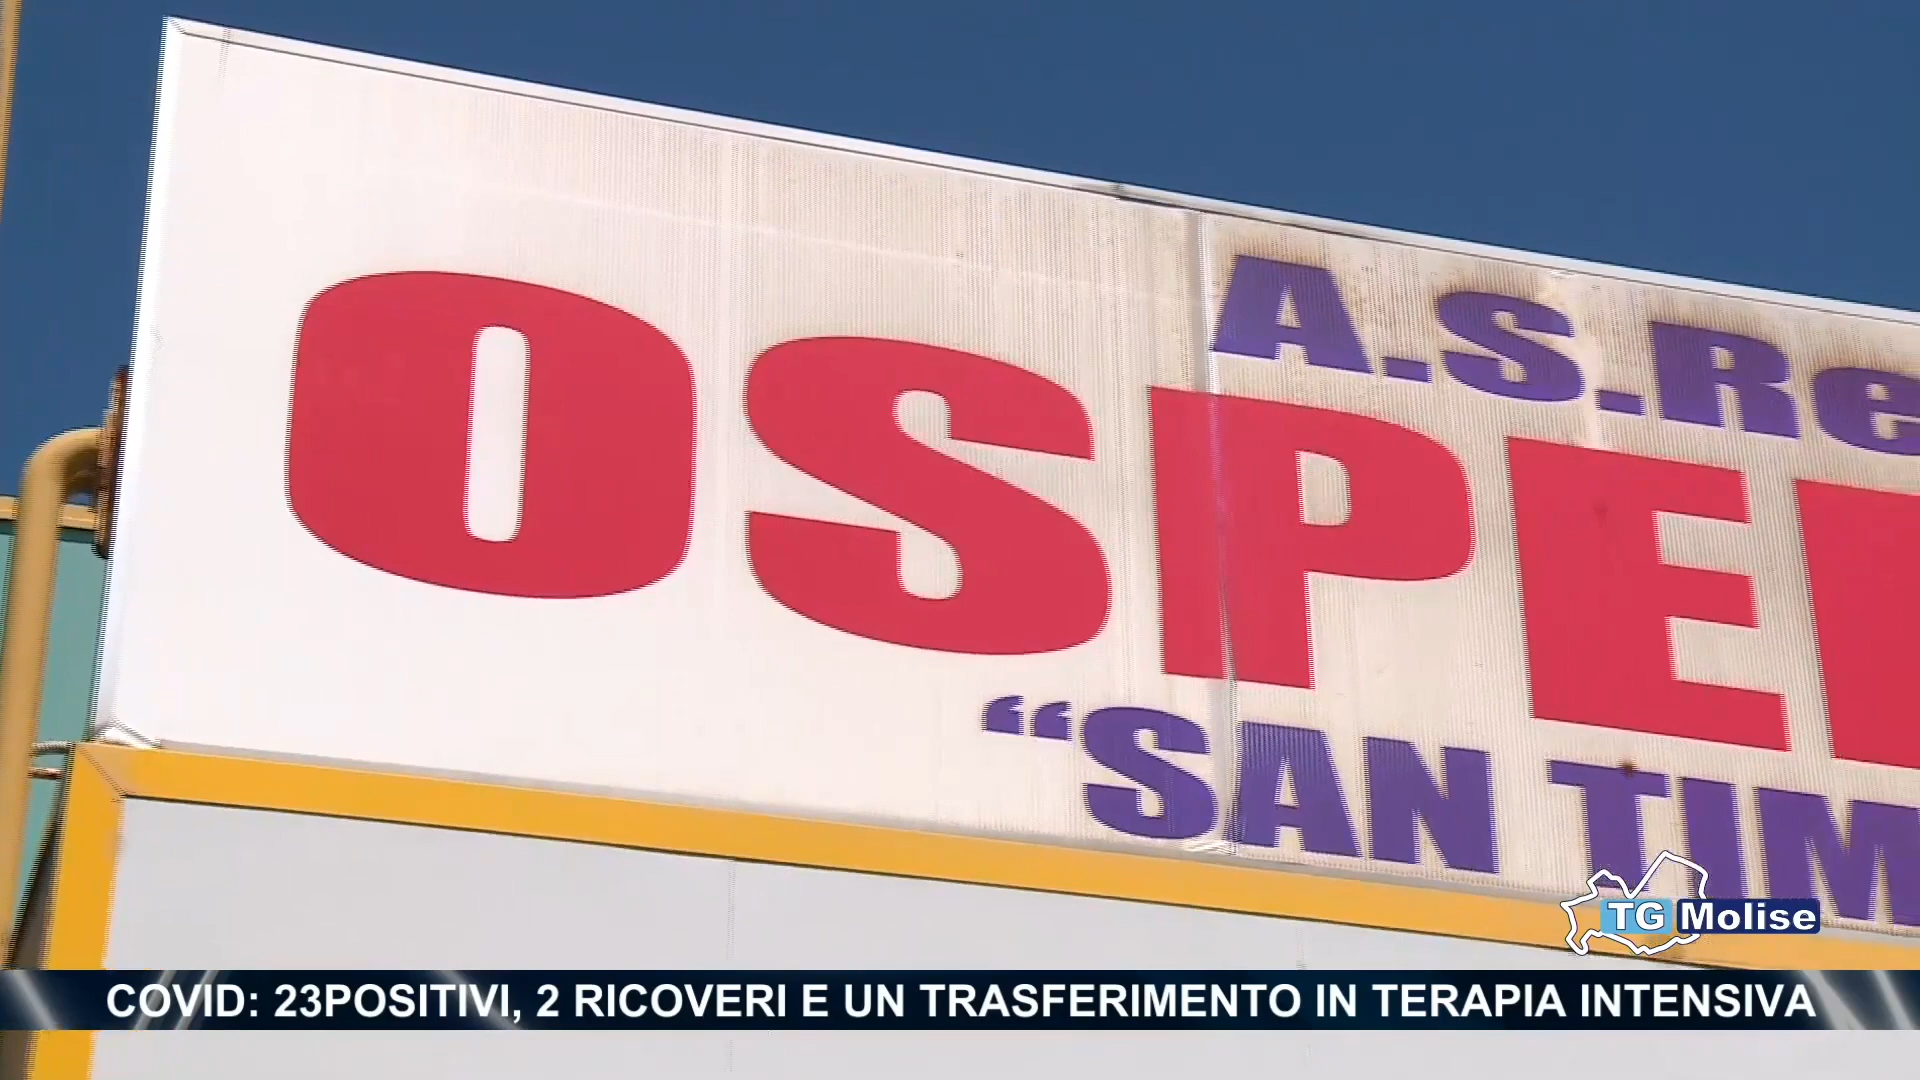 A.S.Re
OSPE
“SAN TIM
TG Molise
COVID: 23POSITIVI, 2 RICOVERI E UN TRASFERIMENTO IN TERAPIA INTENSIVA